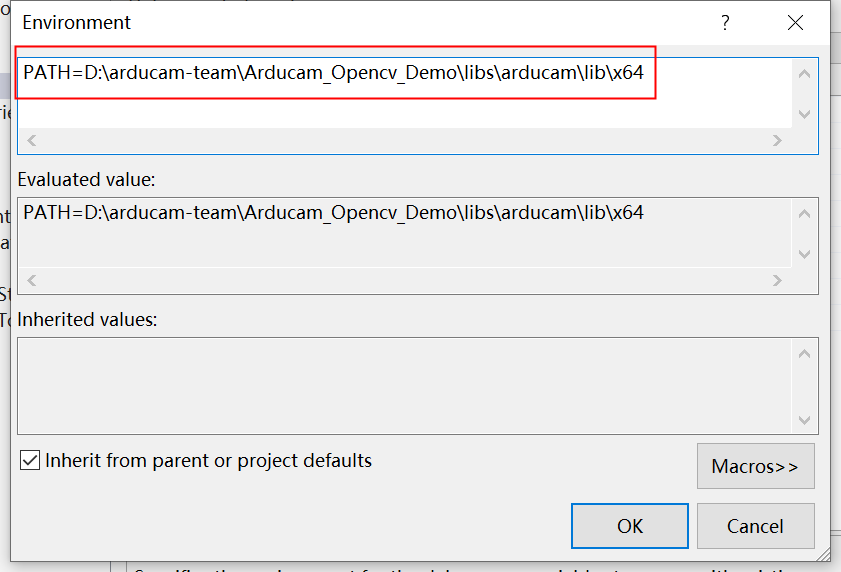 Environment
?
PATH=D:\arducam-team\Arducam_Opencv_Demo\libs\arducam\lib\x64
Evaluated value:
PATH=D:\arducam-team\Arducam_Opencv_Demo\libs\arducam\lib\x64
Inherited values:
Inherit from parent or project defaults
Macros>>
OK
Cancel